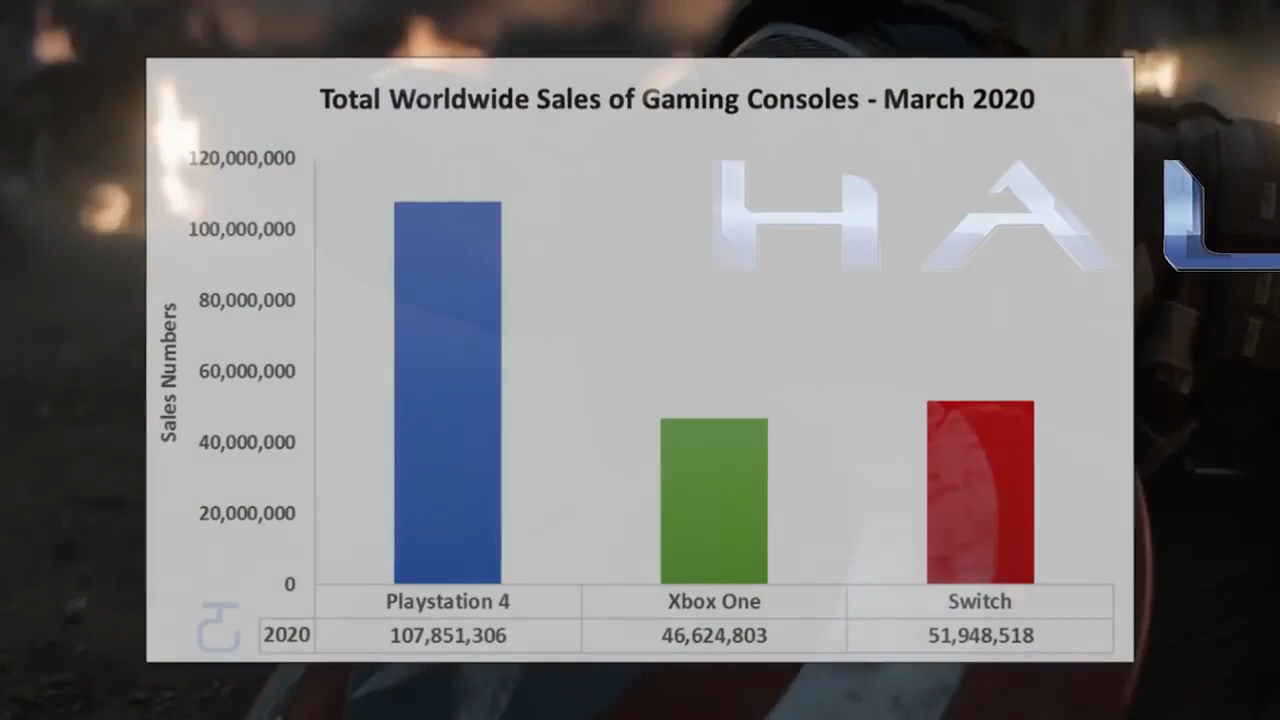 Total Worldwide Sales of Gaming Consoles - March 2020
HAL
120,000,000
100,000,000
80,000,000
60,000,000
40,000,000
20,000,000
0
Sales Numbers
Playstation 4 Xbox One Switch
2020 107,851,306 46,624,803 51,948,518